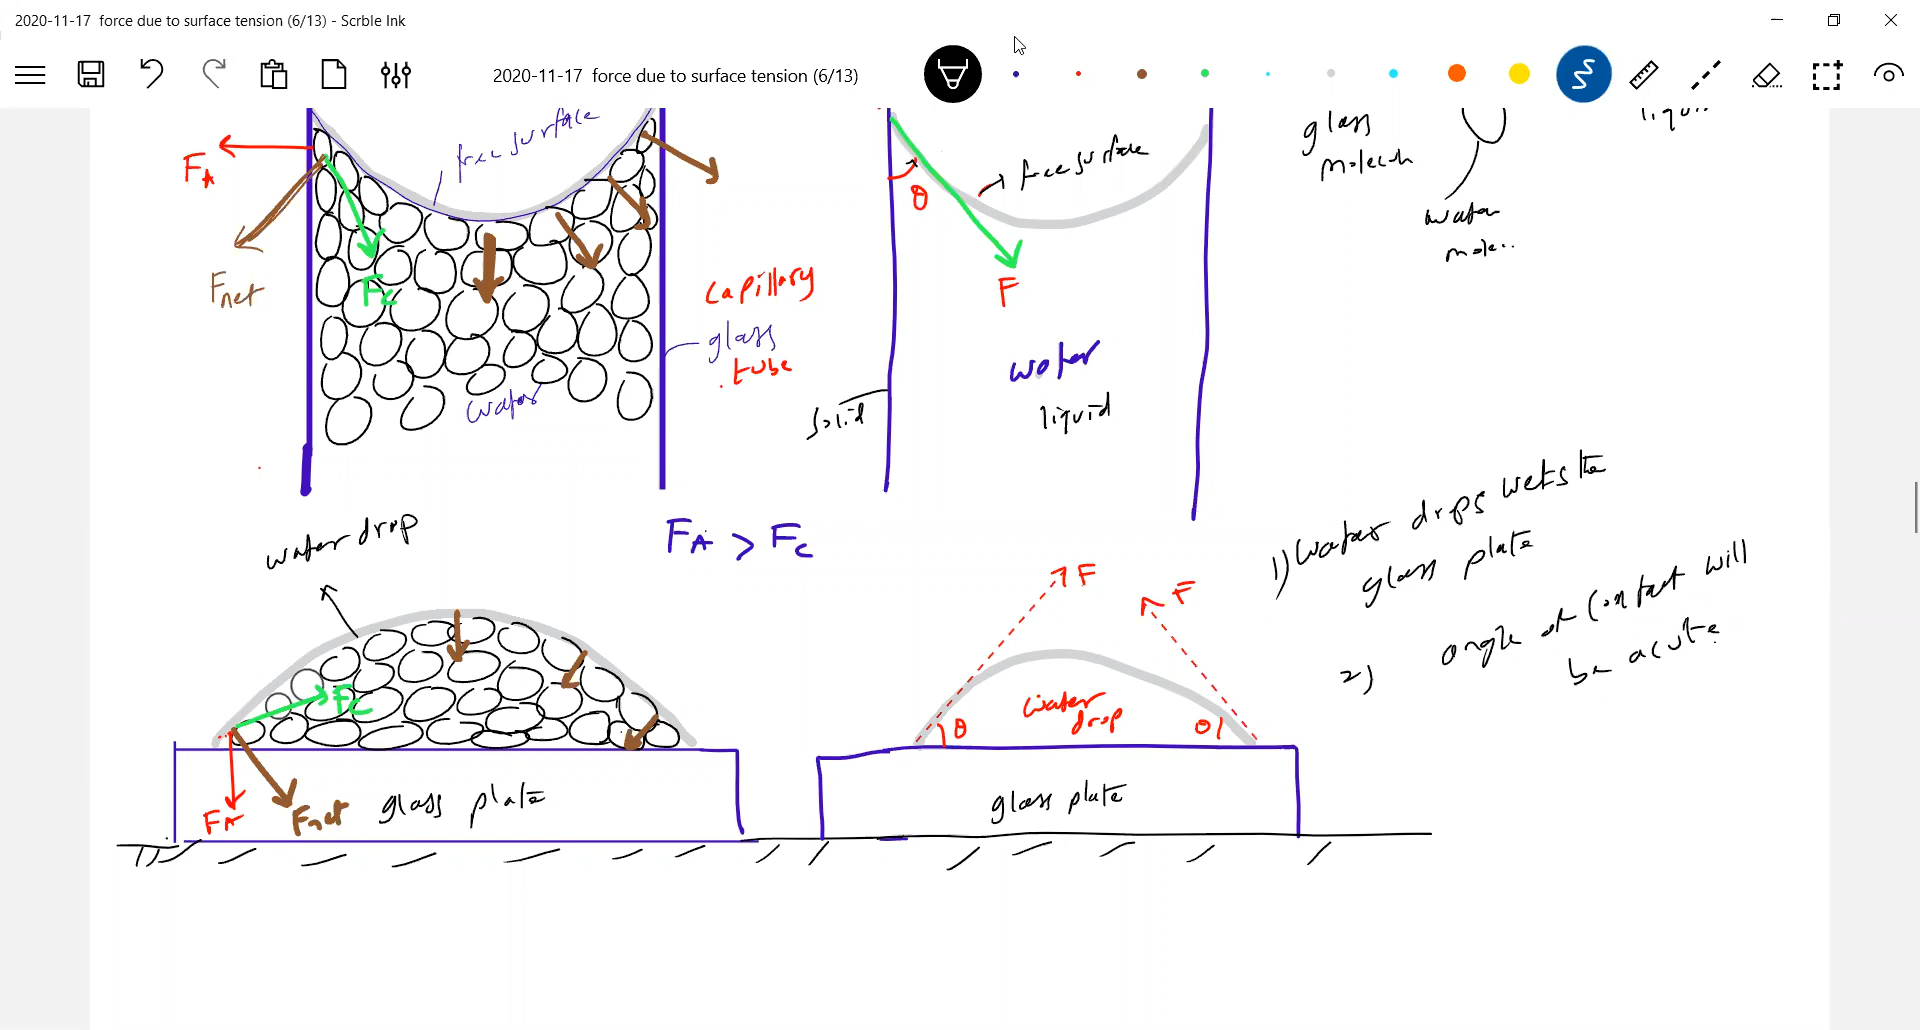 2020-11-17 force due to surface tension (6/13) - Scrble Ink
2020-11-17 force due to surface tension (6/13)
free surface
FA
Fnet
Fc
water
capillary
glass
tube
θ
free surface
F
water
liquid
solid
glass
molecule
water
molec..
liquid
FA > Fc
water drop
Fc
FA
Fnet
glass plate
F
F
θ
water
drop
θ
glass plate
1) water drops wets the
glass plate
2) angle of contact will
be acute